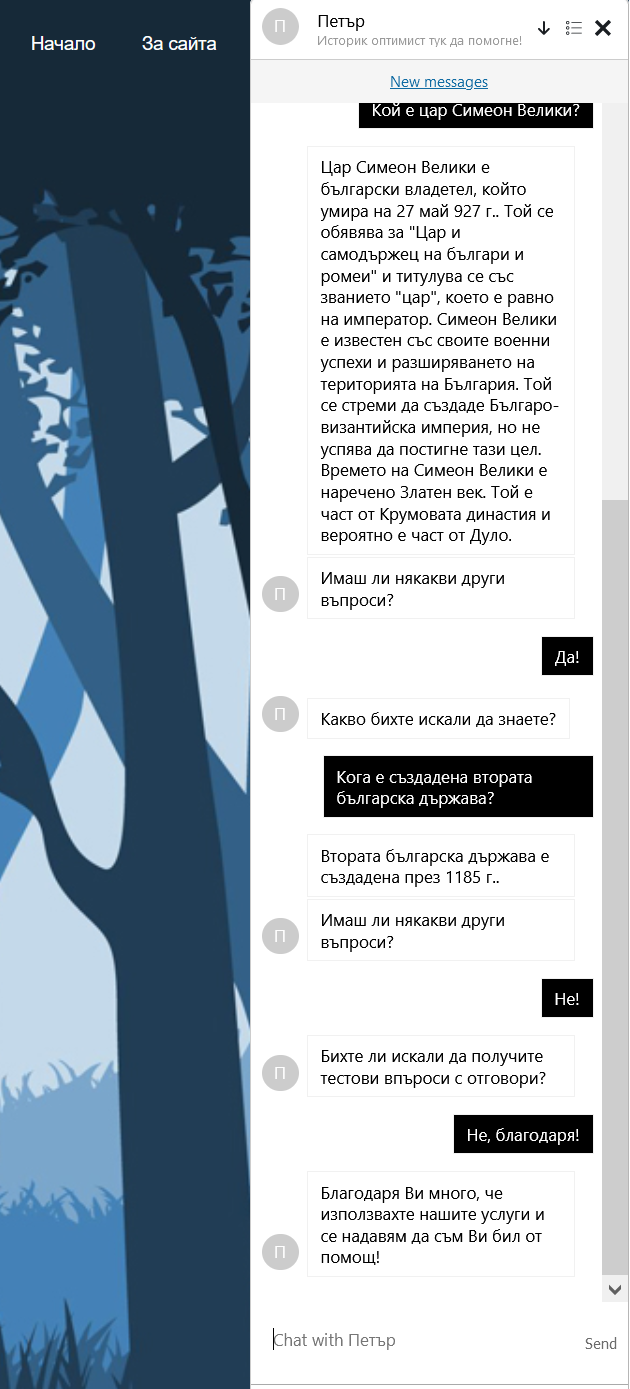 Начало
За сайта
П
Петър
Историк оптимист тук да помогне!
New messages
Кой е цар Симеон Велики?
Цар Симеон Велики е
български владетел, който
умира на 27 май 927 г.. Той се
обявява за "Цар и
самодържец на българи и
ромеи" и титулува се със
званието "цар", което е равно
на император. Симеон Велики
е известен със своите военни
успехи и разширяването на
територията на България. Той
се стреми да създаде Българо-
византийска империя, но не
успява да постигне тази цел.
Времето на Симеон Велики е
наречено Златен век. Той е
част от Крумовата династия и
вероятно е част от Дуло.
Имаш ли някакви други
въпроси?
П
Да!
П
Какво бихте искали да знаете?
Кога е създадена втората
българска държава?
Втората българска държава е
създадена през 1185 г..
Имаш ли някакви други
въпроси?
П
Не!
Бихте ли искали да получите
тестови впъроси с отговори?
П
Не, благодаря!
Благодаря Ви много, че
използвахте нашите услуги и
се надавям да съм Ви бил от
помощ!
П
Chat with Петър
Send